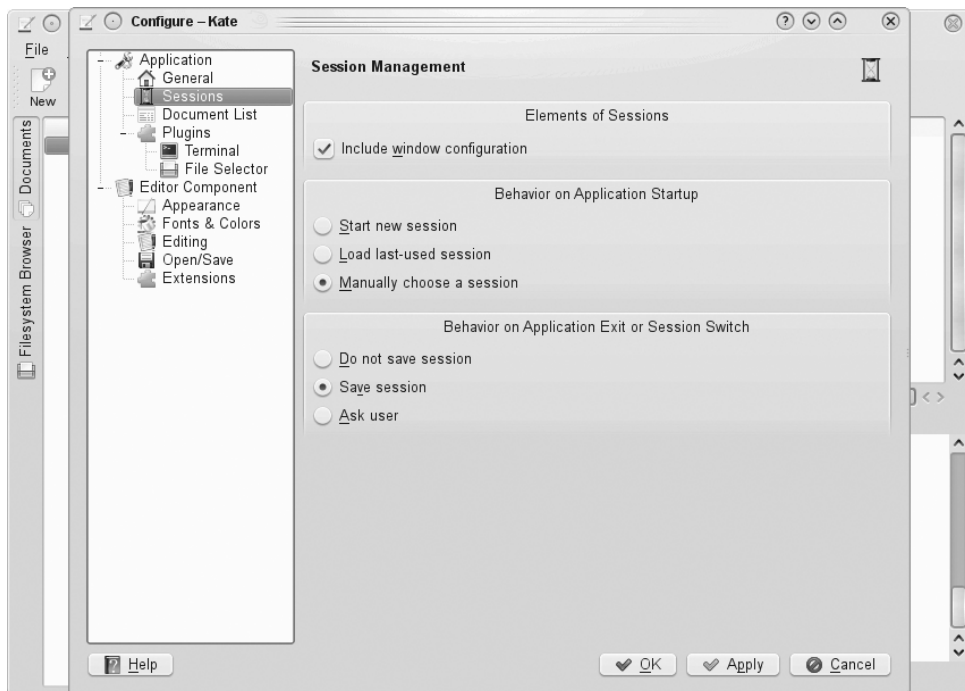 Configure – Kate
File
New
Documents
Filesystem Browser
Application
General
Sessions
Document List
Plugins
Terminal
File Selector
Editor Component
Appearance
Fonts & Colors
Editing
Open/Save
Extensions
Session Management
Elements of Sessions
Include window configuration
Behavior on Application Startup
Start new session
Load last-used session
Manually choose a session
Behavior on Application Exit or Session Switch
Do not save session
Save session
Ask user
Help
OK
Apply
Cancel